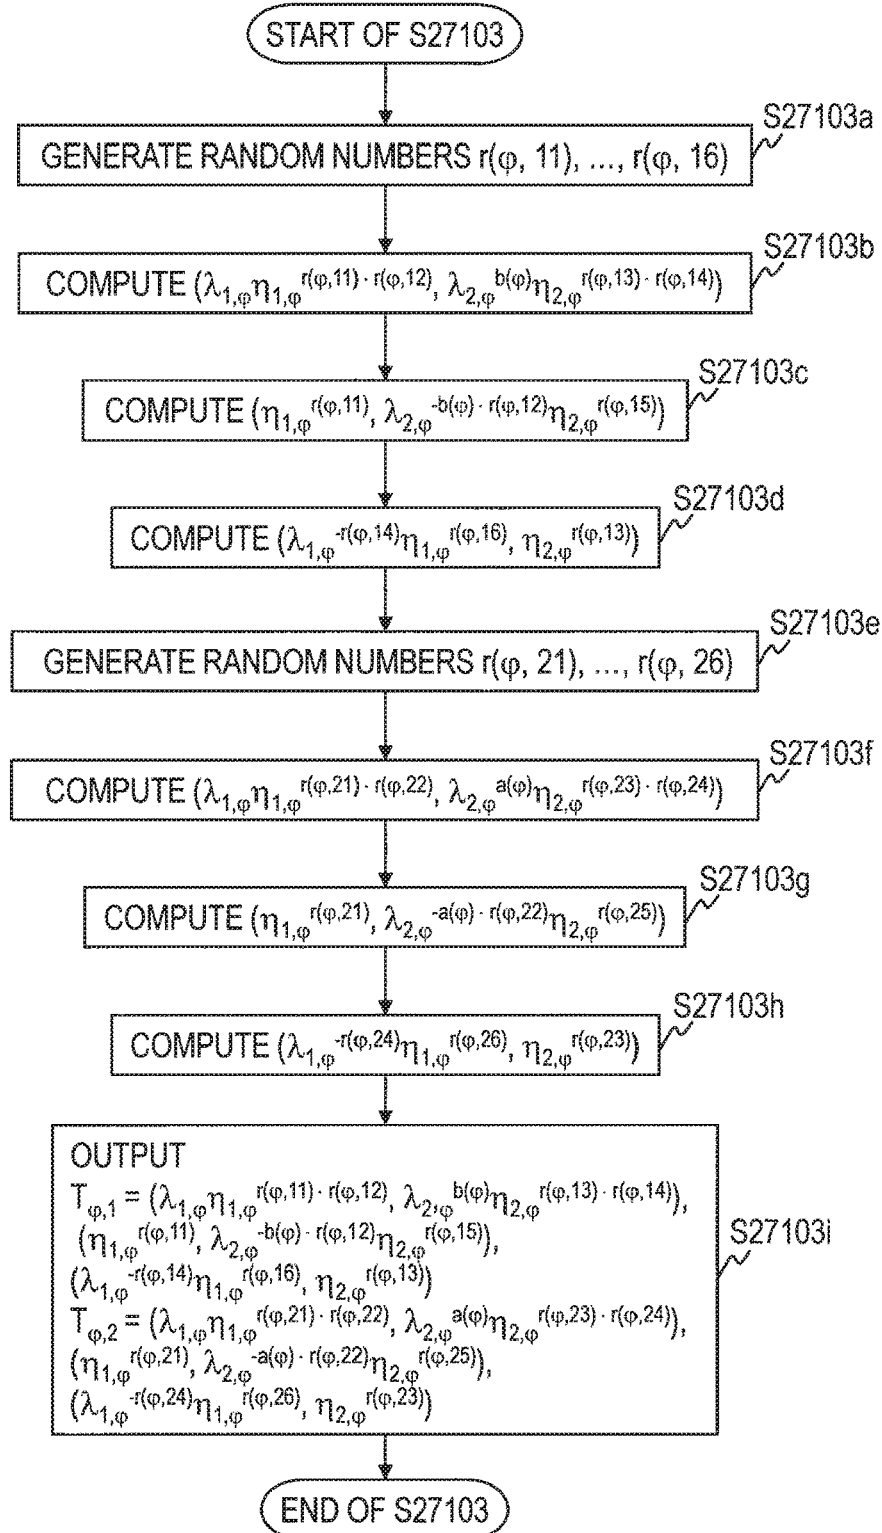 START OF S27103
S27103a
GENERATE RANDOM NUMBERS r(φ, 11), ..., r(φ, 16)
S27103b
COMPUTE (λ₁,φη₁,φ^r(φ,11) · r(φ,12), λ₂,φ^b(φ)η₂,φ^r(φ,13) · r(φ,14))
S27103c
COMPUTE (η₁,φ^r(φ,11), λ₂,φ^-b(φ) · r(φ,12)η₂,φ^r(φ,15))
S27103d
COMPUTE (λ₁,φ^-r(φ,14)η₁,φ^r(φ,16), η₂,φ^r(φ,13))
S27103e
GENERATE RANDOM NUMBERS r(φ, 21), ..., r(φ, 26)
S27103f
COMPUTE (λ₁,φη₁,φ^r(φ,21) · r(φ,22), λ₂,φ^a(φ)η₂,φ^r(φ,23) · r(φ,24))
S27103g
COMPUTE (η₁,φ^r(φ,21), λ₂,φ^-a(φ) · r(φ,22)η₂,φ^r(φ,25))
S27103h
COMPUTE (λ₁,φ^-r(φ,24)η₁,φ^r(φ,26), η₂,φ^r(φ,23))
OUTPUT
Tφ,₁ = (λ₁,φη₁,φ^r(φ,11) · r(φ,12), λ₂,φ^b(φ)η₂,φ^r(φ,13) · r(φ,14)),
(η₁,φ^r(φ,11), λ₂,φ^-b(φ) · r(φ,12)η₂,φ^r(φ,15)),
S27103i
(λ₁,φ^-r(φ,14)η₁,φ^r(φ,16), η₂,φ^r(φ,13))
Tφ,₂ = (λ₁,φη₁,φ^r(φ,21) · r(φ,22), λ₂,φ^a(φ)η₂,φ^r(φ,23) · r(φ,24)),
(η₁,φ^r(φ,21), λ₂,φ^-a(φ) · r(φ,22)η₂,φ^r(φ,25)),
(λ₁,φ^-r(φ,24)η₁,φ^r(φ,26), η₂,φ^r(φ,23))
END OF S27103